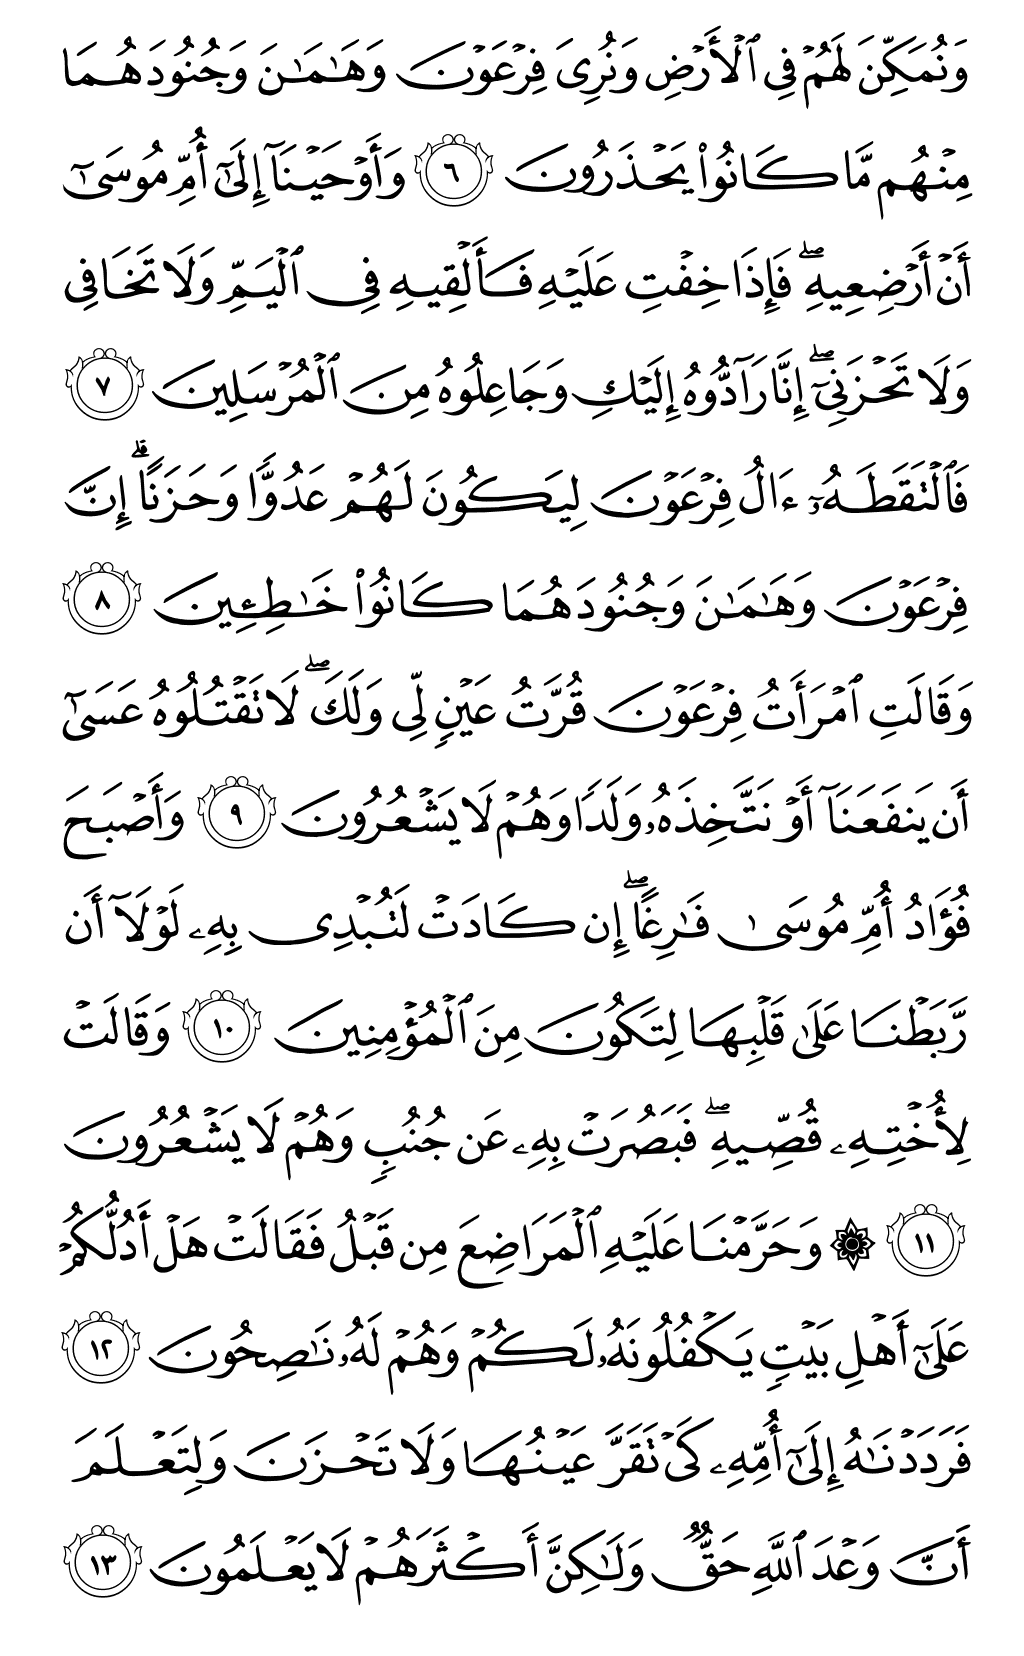 وَنُمَكِّنَ لَهُمۡ فِي ٱلۡأَرۡضِ وَنُرِيَ فِرۡعَوۡنَ وَهَٰمَٰنَ وَجُنُودَهُمَا
مِنۡهُم مَّا كَانُواْ يَحۡذَرُونَ ٦ وَأَوۡحَيۡنَآ إِلَىٰٓ أُمِّ مُوسَىٰٓ
أَنۡ أَرۡضِعِيهِۖ فَإِذَا خِفۡتِ عَلَيۡهِ فَأَلۡقِيهِ فِي ٱلۡيَمِّ وَلَا تَخَافِي
وَلَا تَحۡزَنِيٓۖ إِنَّا رَآدُّوهُ إِلَيۡكِ وَجَاعِلُوهُ مِنَ ٱلۡمُرۡسَلِينَ ٧
فَٱلۡتَقَطَهُۥٓ ءَالُ فِرۡعَوۡنَ لِيَكُونَ لَهُمۡ عَدُوّٗا وَحَزَنًاۗ إِنَّ
فِرۡعَوۡنَ وَهَٰمَٰنَ وَجُنُودَهُمَا كَانُواْ خَٰطِـِٔينَ ٨
وَقَالَتِ ٱمۡرَأَتُ فِرۡعَوۡنَ قُرَّتُ عَيۡنٖ لِّي وَلَكَۖ لَا تَقۡتُلُوهُ عَسَىٰٓ
أَن يَنفَعَنَآ أَوۡ نَتَّخِذَهُۥ وَلَدٗا وَهُمۡ لَا يَشۡعُرُونَ ٩ وَأَصۡبَحَ
فُؤَادُ أُمِّ مُوسَىٰ فَٰرِغًاۖ إِن كَادَتۡ لَتُبۡدِي بِهِۦ لَوۡلَآ أَن
رَّبَطۡنَا عَلَىٰ قَلۡبِهَا لِتَكُونَ مِنَ ٱلۡمُؤۡمِنِينَ ١٠ وَقَالَتۡ
لِأُخۡتِهِۦ قُصِّيهِۖ فَبَصُرَتۡ بِهِۦ عَن جُنُبٖ وَهُمۡ لَا يَشۡعُرُونَ
١١ ۞ وَحَرَّمۡنَا عَلَيۡهِ ٱلۡمَرَاضِعَ مِن قَبۡلُ فَقَالَتۡ هَلۡ أَدُلُّكُمۡ
عَلَىٰٓ أَهۡلِ بَيۡتٖ يَكۡفُلُونَهُۥ لَكُمۡ وَهُمۡ لَهُۥ نَٰصِحُونَ ١٢
فَرَدَدۡنَٰهُ إِلَىٰٓ أُمِّهِۦ كَيۡ تَقَرَّ عَيۡنُهَا وَلَا تَحۡزَنَ وَلِتَعۡلَمَ
أَنَّ وَعۡدَ ٱللَّهِ حَقّٞ وَلَٰكِنَّ أَكۡثَرَهُمۡ لَا يَعۡلَمُونَ ١٣